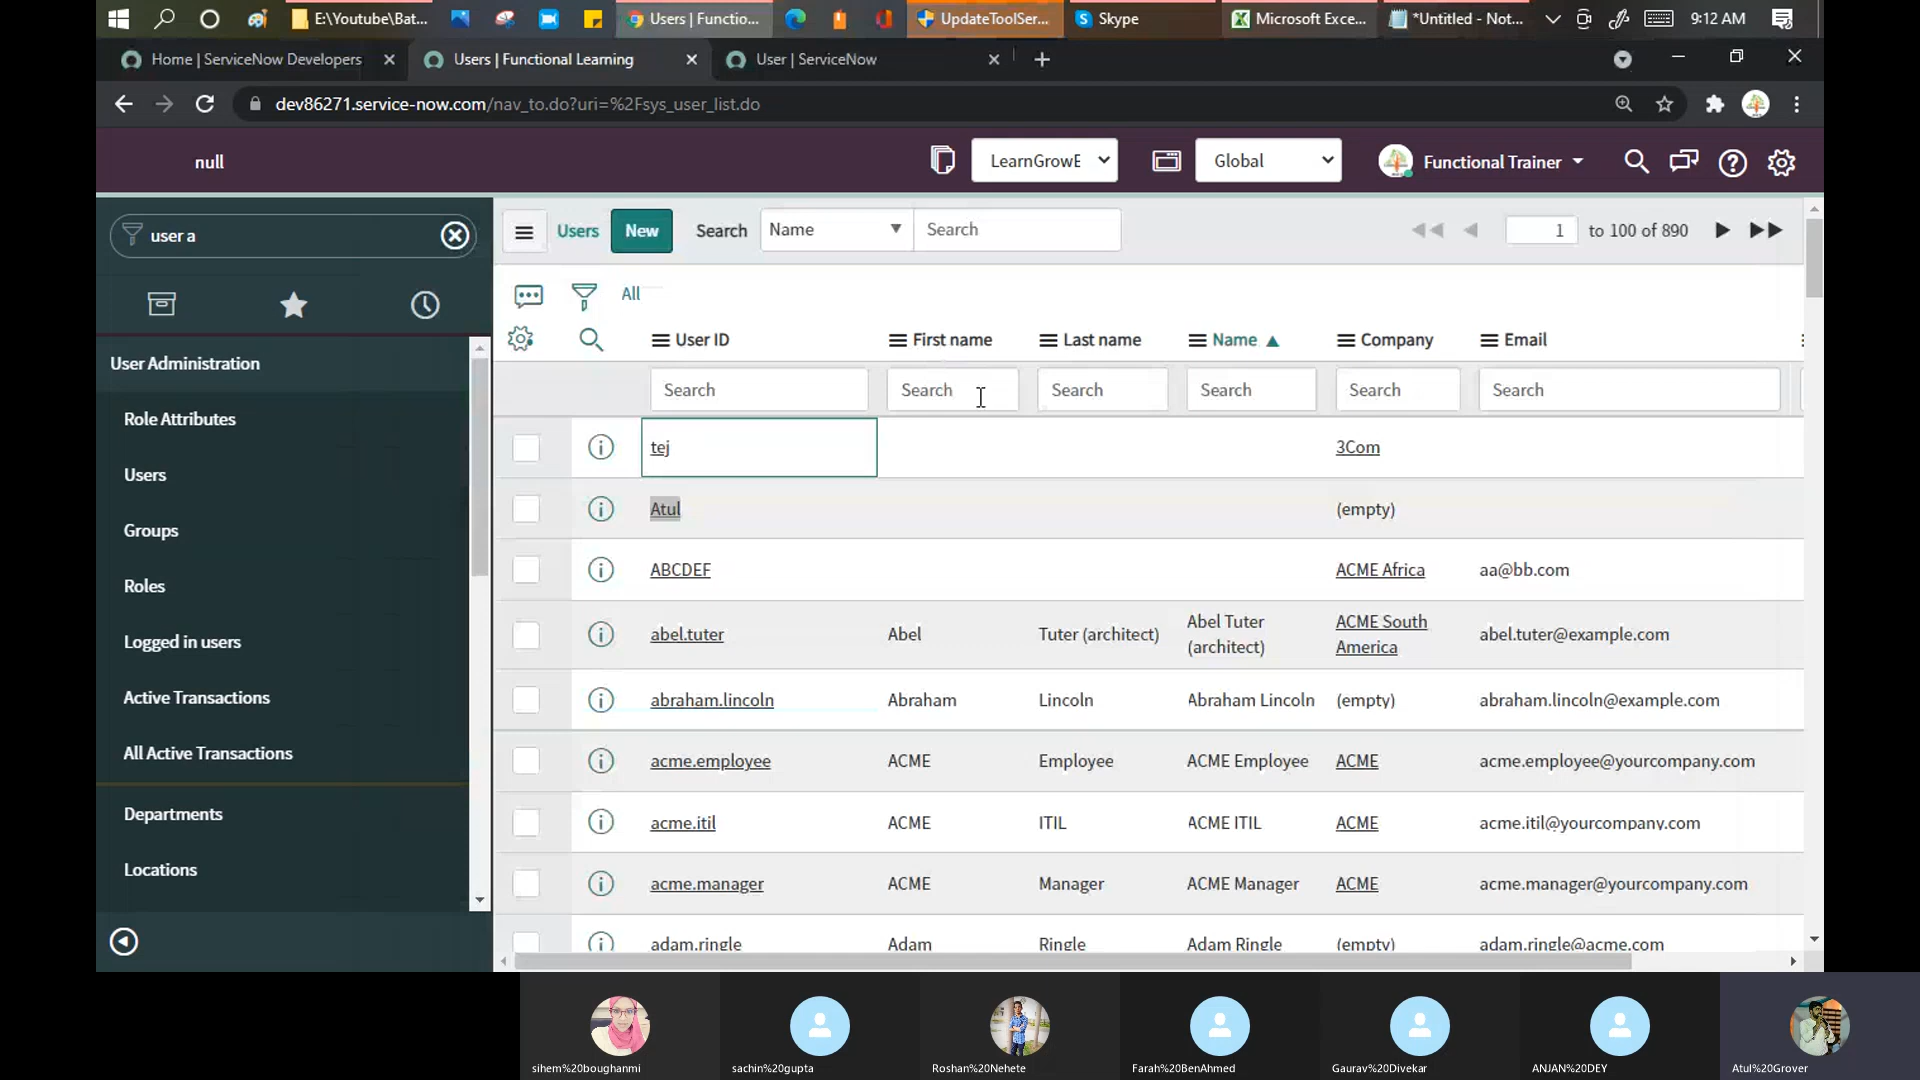 E:\Youtube\Bat...
Users | Functio...
UpdateToolSer...
Skype
Microsoft Exce...
*Untitled - Not...
9:12 AM
Home | ServiceNow Developers
Users | Functional Learning
User | ServiceNow
dev86271.service-now.com/nav_to.do?uri=%2Fsys_user_list.do
null
LearnGrowE
Global
Functional Trainer
user a
Users
New
Search
Name
Search
1
to 100 of 890
All
User ID
First name
Last name
Name
Company
Email
Search
Search
Search
Search
Search
Search
User Administration
Role Attributes
Users
Groups
Roles
Logged in users
Active Transactions
All Active Transactions
Departments
Locations
tej
3Com
Atul
(empty)
ABCDEF
ACME Africa
aa@bb.com
abel.tuter
Abel
Tuter (architect)
Abel Tuter
(architect)
ACME South
America
abel.tuter@example.com
abraham.lincoln
Abraham
Lincoln
Abraham Lincoln
(empty)
abraham.lincoln@example.com
acme.employee
ACME
Employee
ACME Employee
ACME
acme.employee@yourcompany.com
acme.itil
ACME
ITIL
ACME ITIL
ACME
acme.itil@yourcompany.com
acme.manager
ACME
Manager
ACME Manager
ACME
acme.manager@yourcompany.com
adam.ringle
Adam
Ringle
Adam Ringle
(empty)
adam.ringle@acme.com
sihem%20boughanmi
sachin%20gupta
Roshan%20Nehete
Farah%20BenAhmed
Gaurav%20Divekar
ANJAN%20DEY
Atul%20Grover